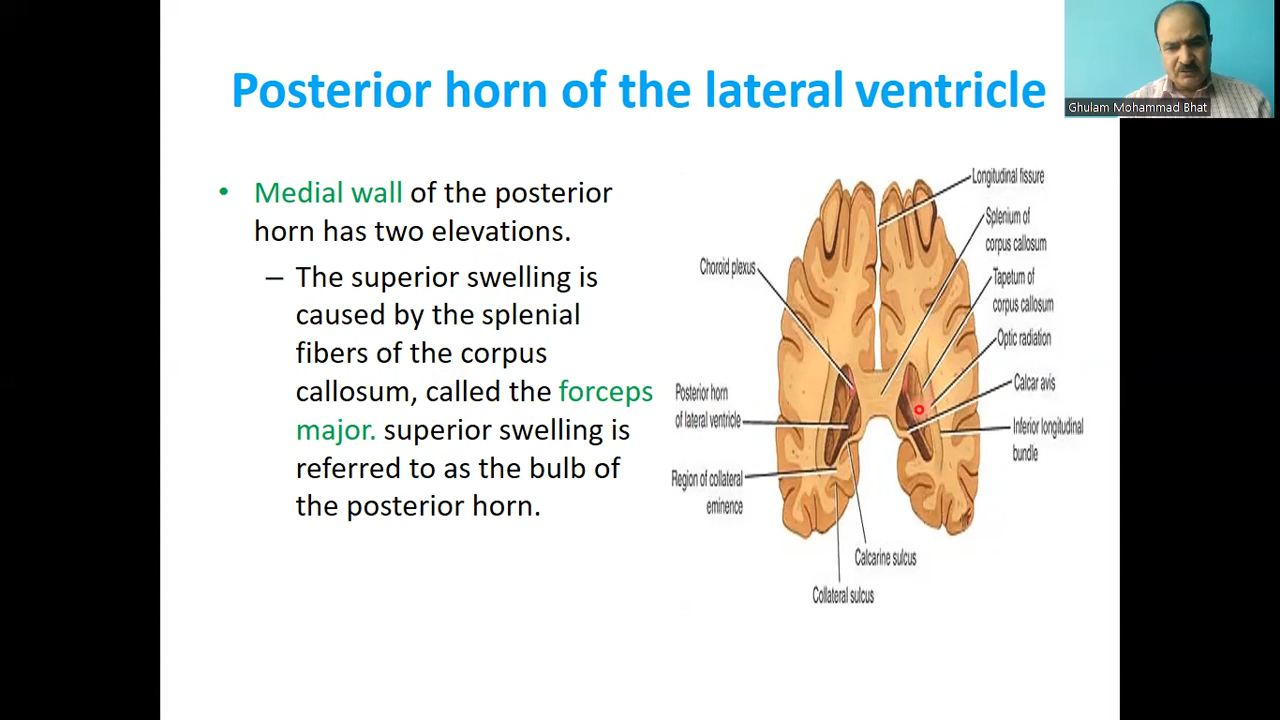 Posterior horn of the lateral ventricle
Ghulam Mohammad Bhat
• Medial wall of the posterior
horn has two elevations.
– The superior swelling is
caused by the splenial
fibers of the corpus
callosum, called the forceps
major. superior swelling is
referred to as the bulb of
the posterior horn.
Longitudinal fissure
Splenium of
corpus callosum
Choroid plexus
Tapetum of
corpus callosum
Optic radiation
Calcar avis
Posterior horn
of lateral ventricle
Inferior longitudinal
bundle
Region of collateral
eminence
Calcarine sulcus
Collateral sulcus